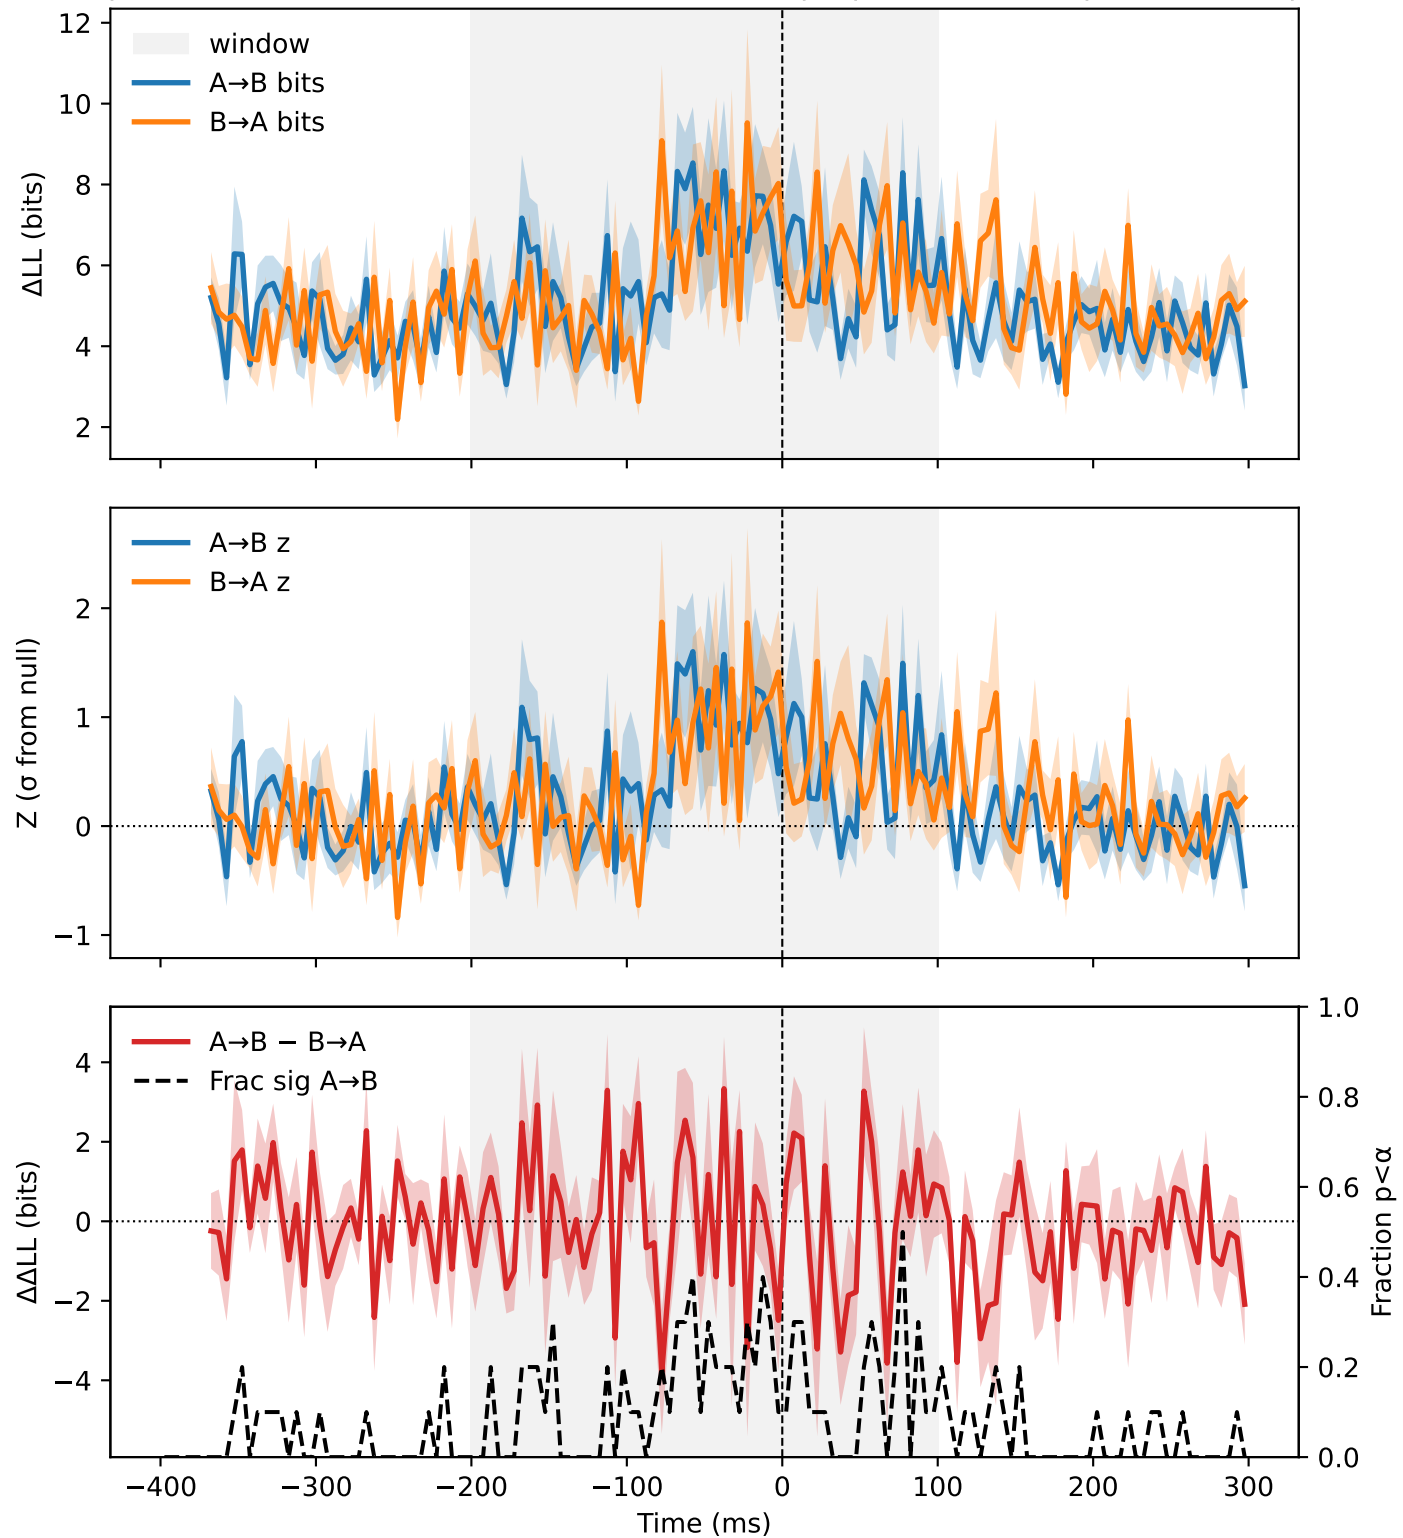 window
A→B bits
B→A bits
ΔLL (bits)
12
10
8
6
4
2
A→B z
B→A z
Z (σ from null)
2
1
0
−1
A→B − B→A
Frac sig A→B
ΔΔLL (bits)
4
2
0
−2
−4
1.0
0.8
0.6
0.4
0.2
0.0
Fraction p<α
−400
−300
−200
−100
0
100
200
300
Time (ms)